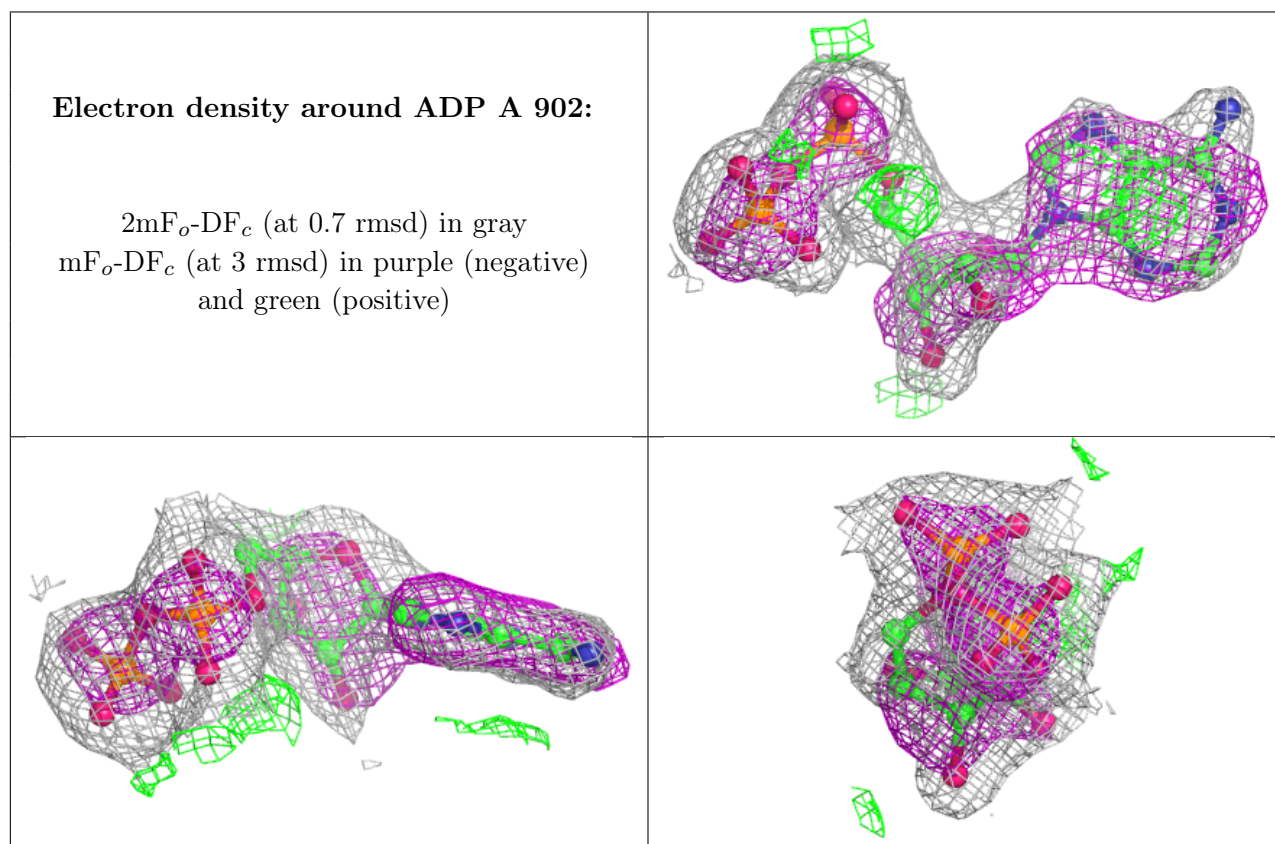 Electron density around ADP A 902:
2mFo-DFc (at 0.7 rmsd) in gray
mFo-DFc (at 3 rmsd) in purple (negative)
and green (positive)